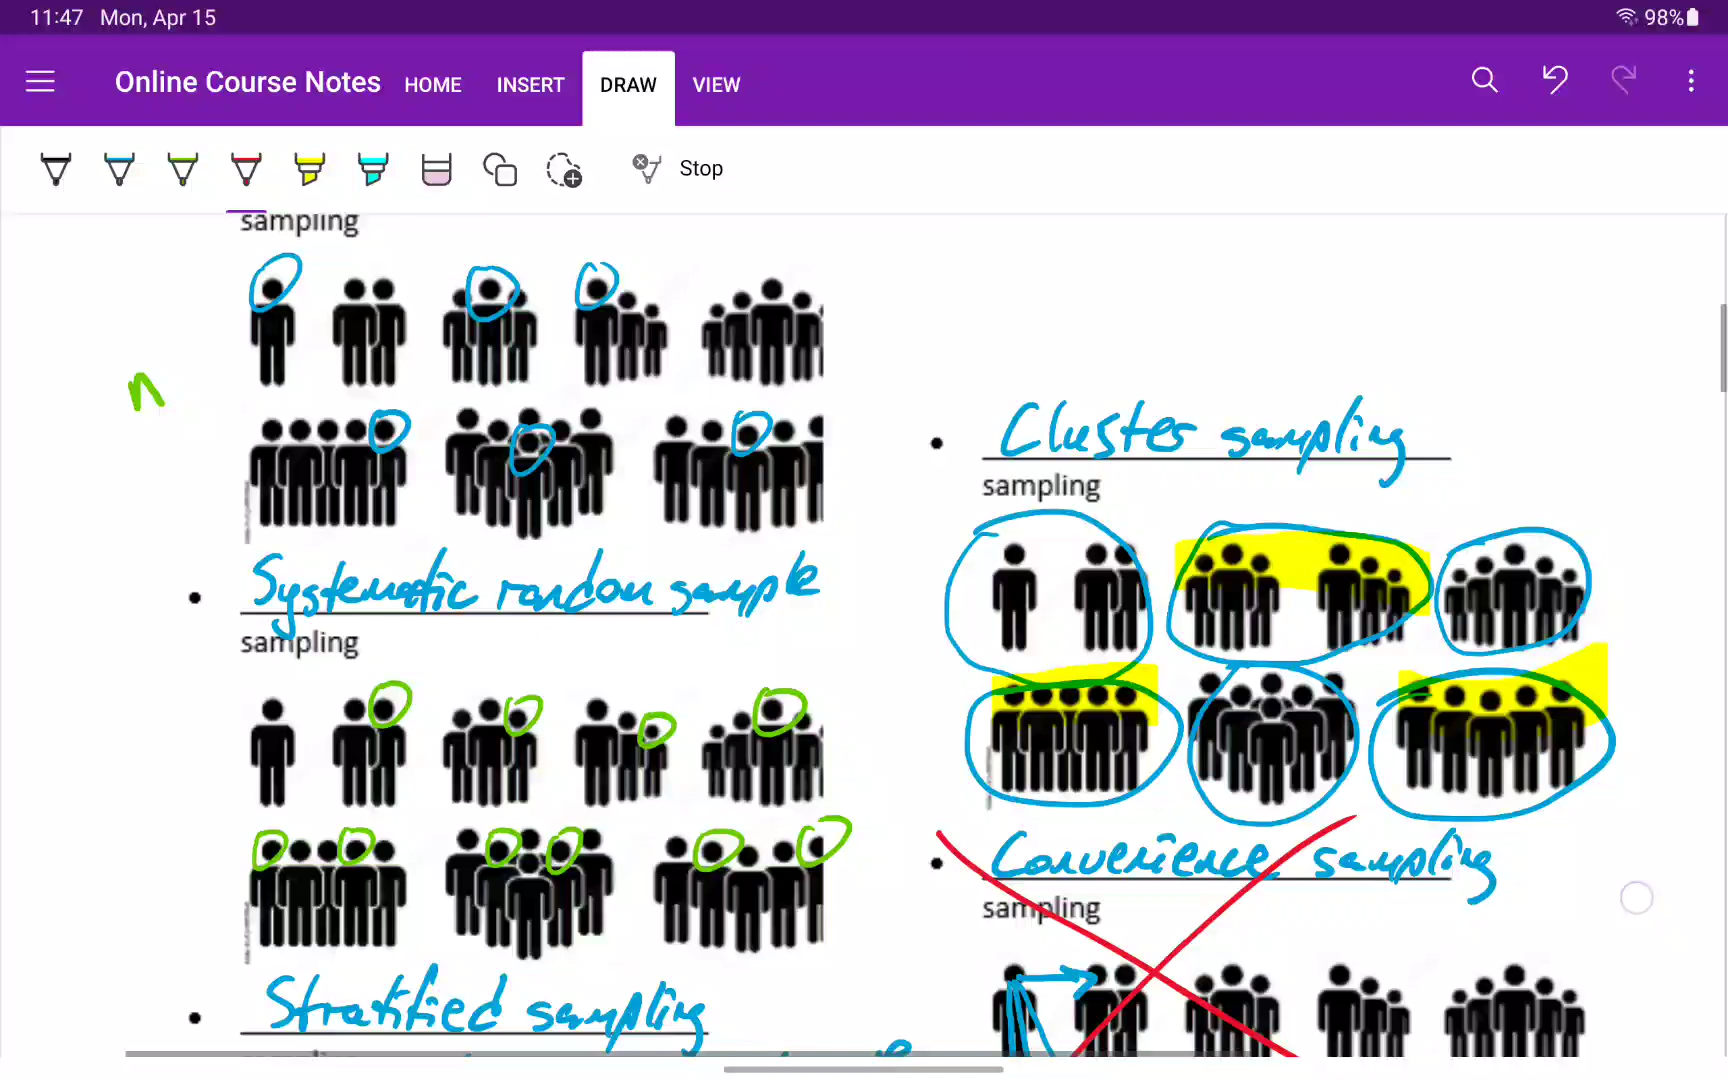 11:47 Mon, Apr 15
98%
Online Course Notes HOME INSERT DRAW VIEW
Stop
sampling
n
Systematic random sample
sampling
Stratified sampling
Cluster sampling
sampling
Convenience sampling
sampling